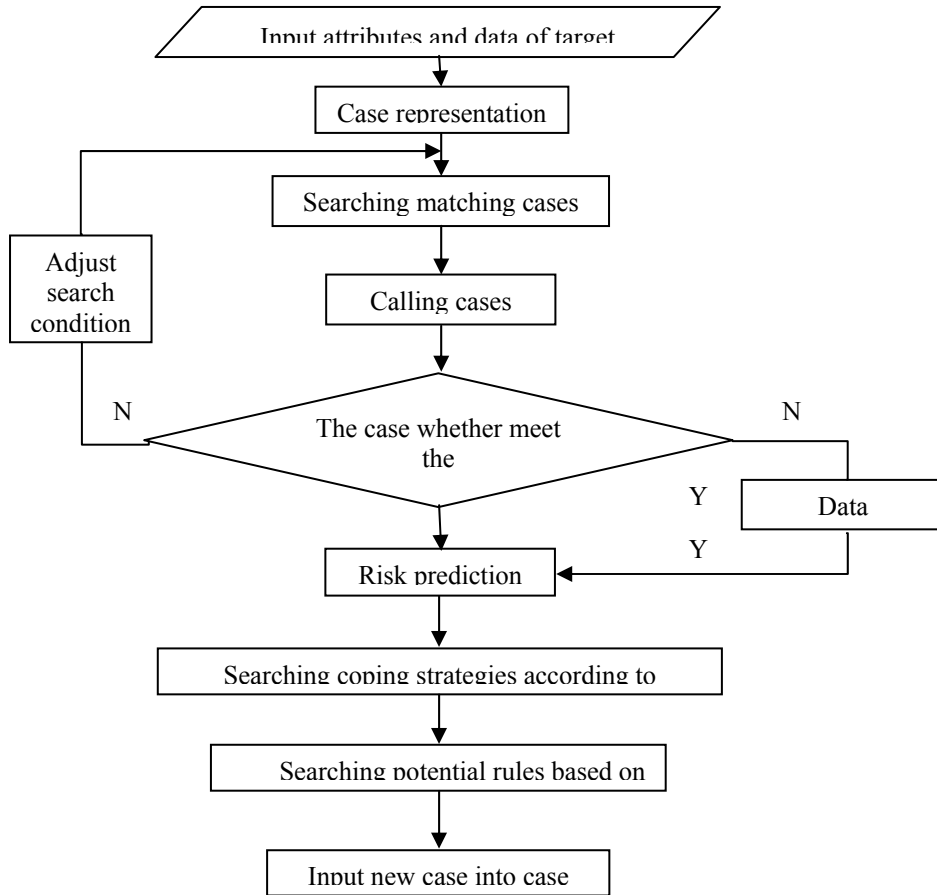 Input attributes and data of target
Case representation
Searching matching cases
Adjust
search
condition
Calling cases
N
N
The case whether meet
the
Y
Data
Y
Risk prediction
Searching coping strategies according to
Searching potential rules based on
Input new case into case